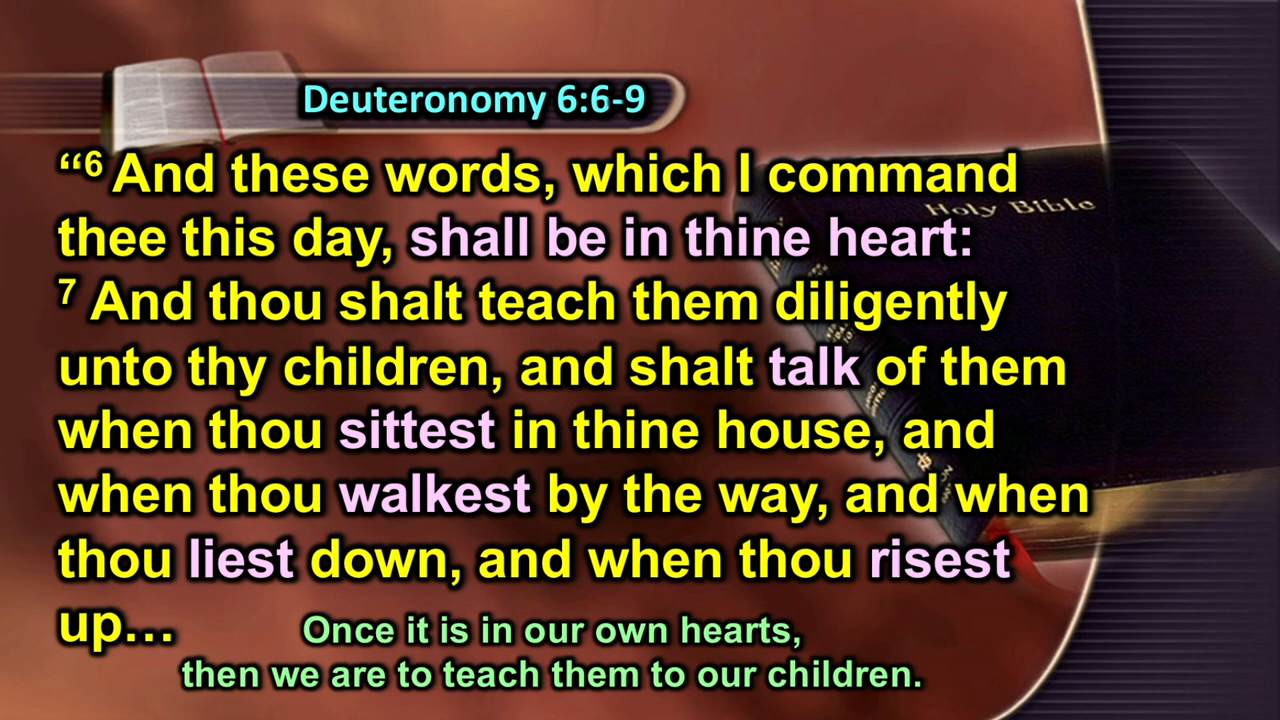 Deuteronomy 6:6-9
Holy Bible
“⁶ And these words, which I command
thee this day, shall be in thine heart:
⁷ And thou shalt teach them diligently
unto thy children, and shalt talk of them
when thou sittest in thine house, and
when thou walkest by the way, and when
thou liest down, and when thou risest
up…
Once it is in our own hearts,
then we are to teach them to our children.